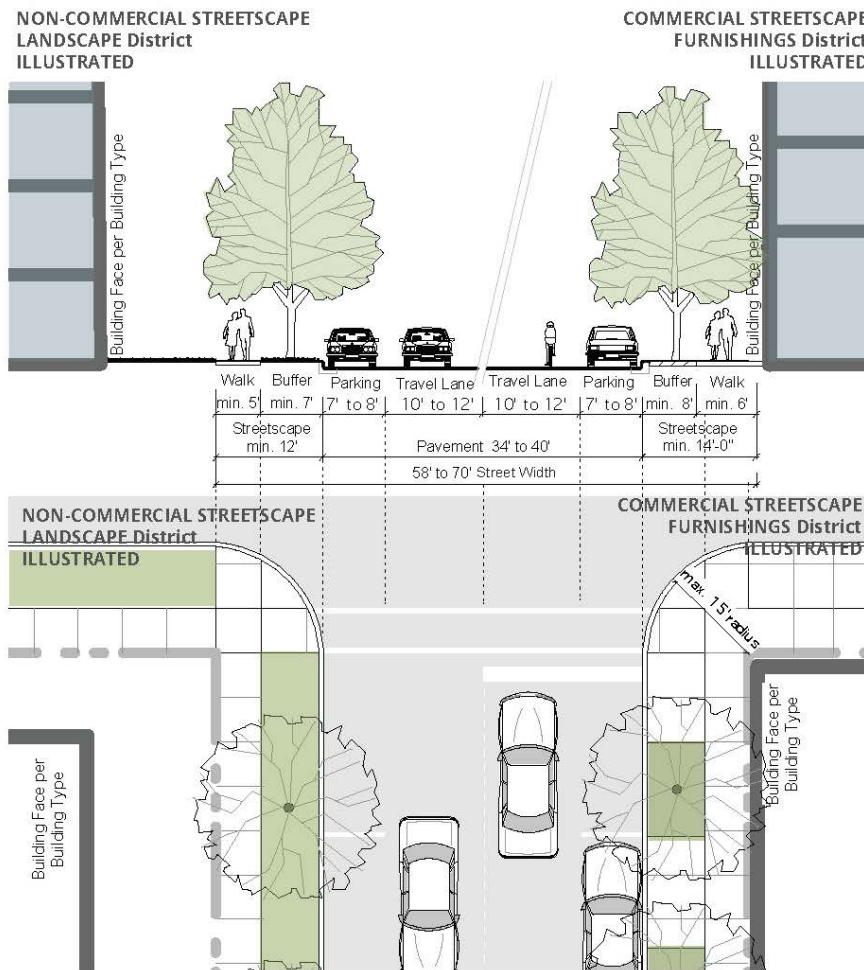 NON-COMMERCIAL STREETSCAPE
LANDSCAPE District
ILLUSTRATED
COMMERCIAL STREETSCAPE
FURNISHINGS District
ILLUSTRATED
Building Face per Building Type
Building Face per Building Type
Walk
min. 5'
Buffer
min. 7'
Parking
7' to 8'
Travel Lane
10' to 12'
Travel Lane
10' to 12'
Parking
7' to 8'
Buffer
min. 8'
Walk
min. 6'
Streetscape
min. 12'
Pavement 34' to 40'
Streetscape
min. 14'-0"
58' to 70' Street Width
NON-COMMERCIAL STREETSCAPE
LANDSCAPE District
ILLUSTRATED
COMMERCIAL STREETSCAPE
FURNISHINGS District
ILLUSTRATED
max. 15' radius
Building Face per
Building Type
Building Face per
Building Type